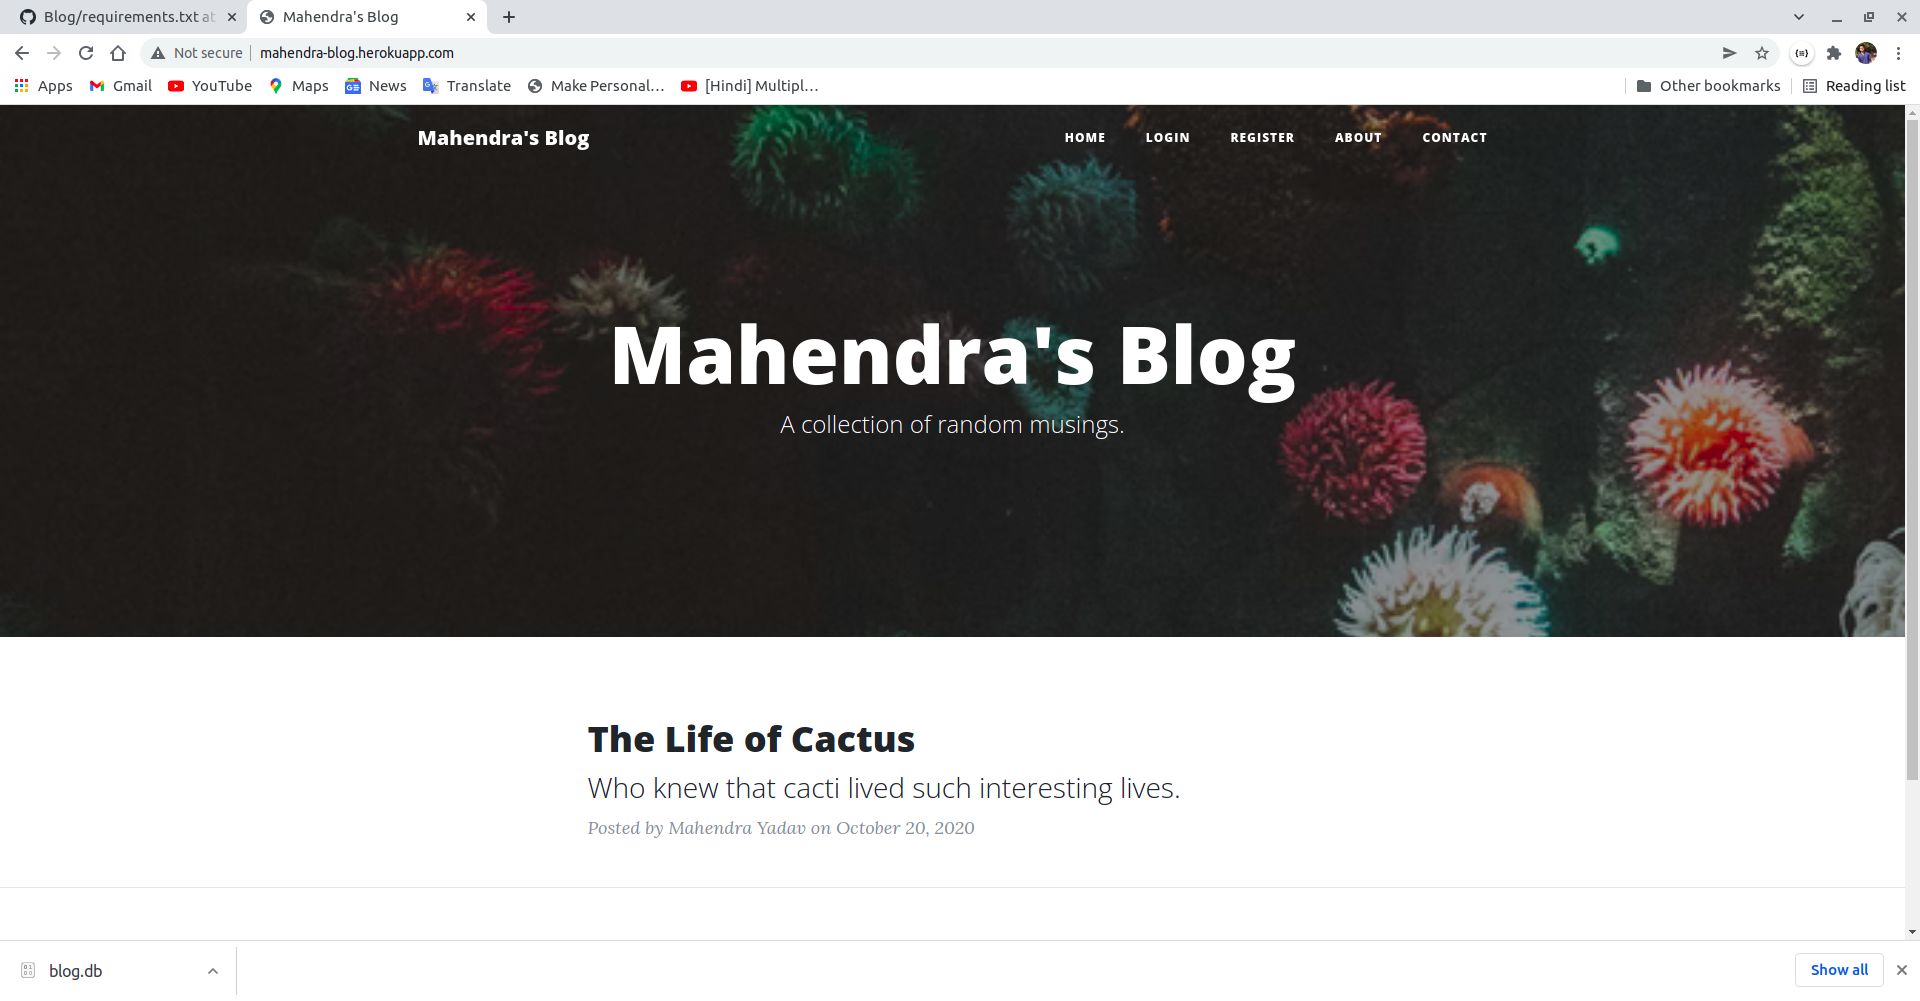 Blog/requirements.txt at
Mahendra's Blog
Not secure
mahendra-blog.herokuapp.com
Apps
Gmail
YouTube
Maps
News
Translate
Make Personal...
[Hindi] Multipl...
Other bookmarks
Reading list
Mahendra's Blog
HOME
LOGIN
REGISTER
ABOUT
CONTACT
Mahendra's Blog
A collection of random musings.
The Life of Cactus
Who knew that cacti lived such interesting lives.
Posted by Mahendra Yadav on October 20, 2020
blog.db
Show all